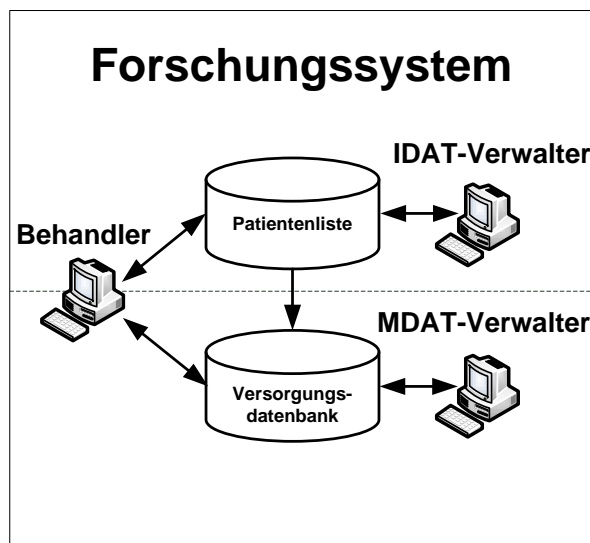 Forschungssystem
IDAT-Verwalter
Patientenliste
Behandler
MDAT-Verwalter
Versorgungs-
datenbank